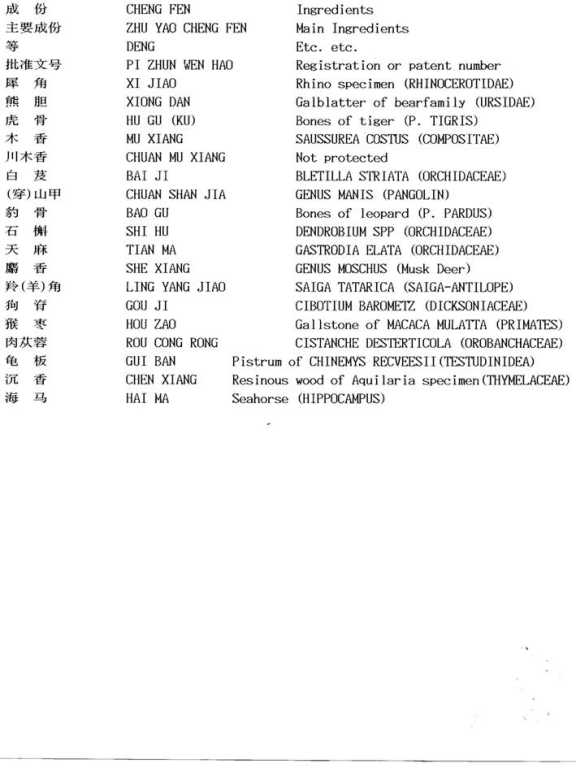 成 份 CHENG FEN Ingredients
主要成份 ZHU YAO CHENG FEN Main Ingredients
等 DENG Etc. etc.
批准文号 PI ZHUN WEN HAO Registration or patent number
犀 角 XI JIAO Rhino specimen (RHINOCEROTIDAE)
熊 胆 XIONG DAN Galblatter of bearfamily (URSIDAE)
虎 骨 HU GU (KU) Bones of tiger (P. TIGRIS)
木 香 MU XIANG SAUSSUREA COSTUS (COMPOSITAE)
川木香 CHUAN MU XIANG Not protected
白 芨 BAI JI BLETILLA STRIATA (ORCHIDACEAE)
(穿)山甲 CHUAN SHAN JIA GENUS MANIS (PANGOLIN)
豹 骨 BAO GU Bones of leopard (P. PARDUS)
石 斛 SHI HU DENDROBIUM SPP (ORCHIDACEAE)
天 麻 TIAN MA GASTRODIA ELATA (ORCHIDACEAE)
麝 香 SHE XIANG GENUS MOSCHUS (Musk Deer)
羚(羊)角 LING YANG JIAO SAIGA TATARICA (SAIGA-ANTILOPE)
狗 脊 GOU JI CIBOTIUM BAROMETZ (DICKSONIACEAE)
猴 枣 HOU ZAO Gallstone of MACACA MULATTA (PRIMATES)
肉苁蓉 ROU CONG RONG CISTANCHE DESTERTICOLA (OROBANCHACEAE)
龟 板 GUI BAN Pistrum of CHINEMYS RECVEESII(TESTUDINIDEA)
沉 香 CHEN XIANG Resinous wood of Aquilaria specimen(THYMELACEAE)
海 马 HAI MA Seahorse (HIPPOCAMPUS)